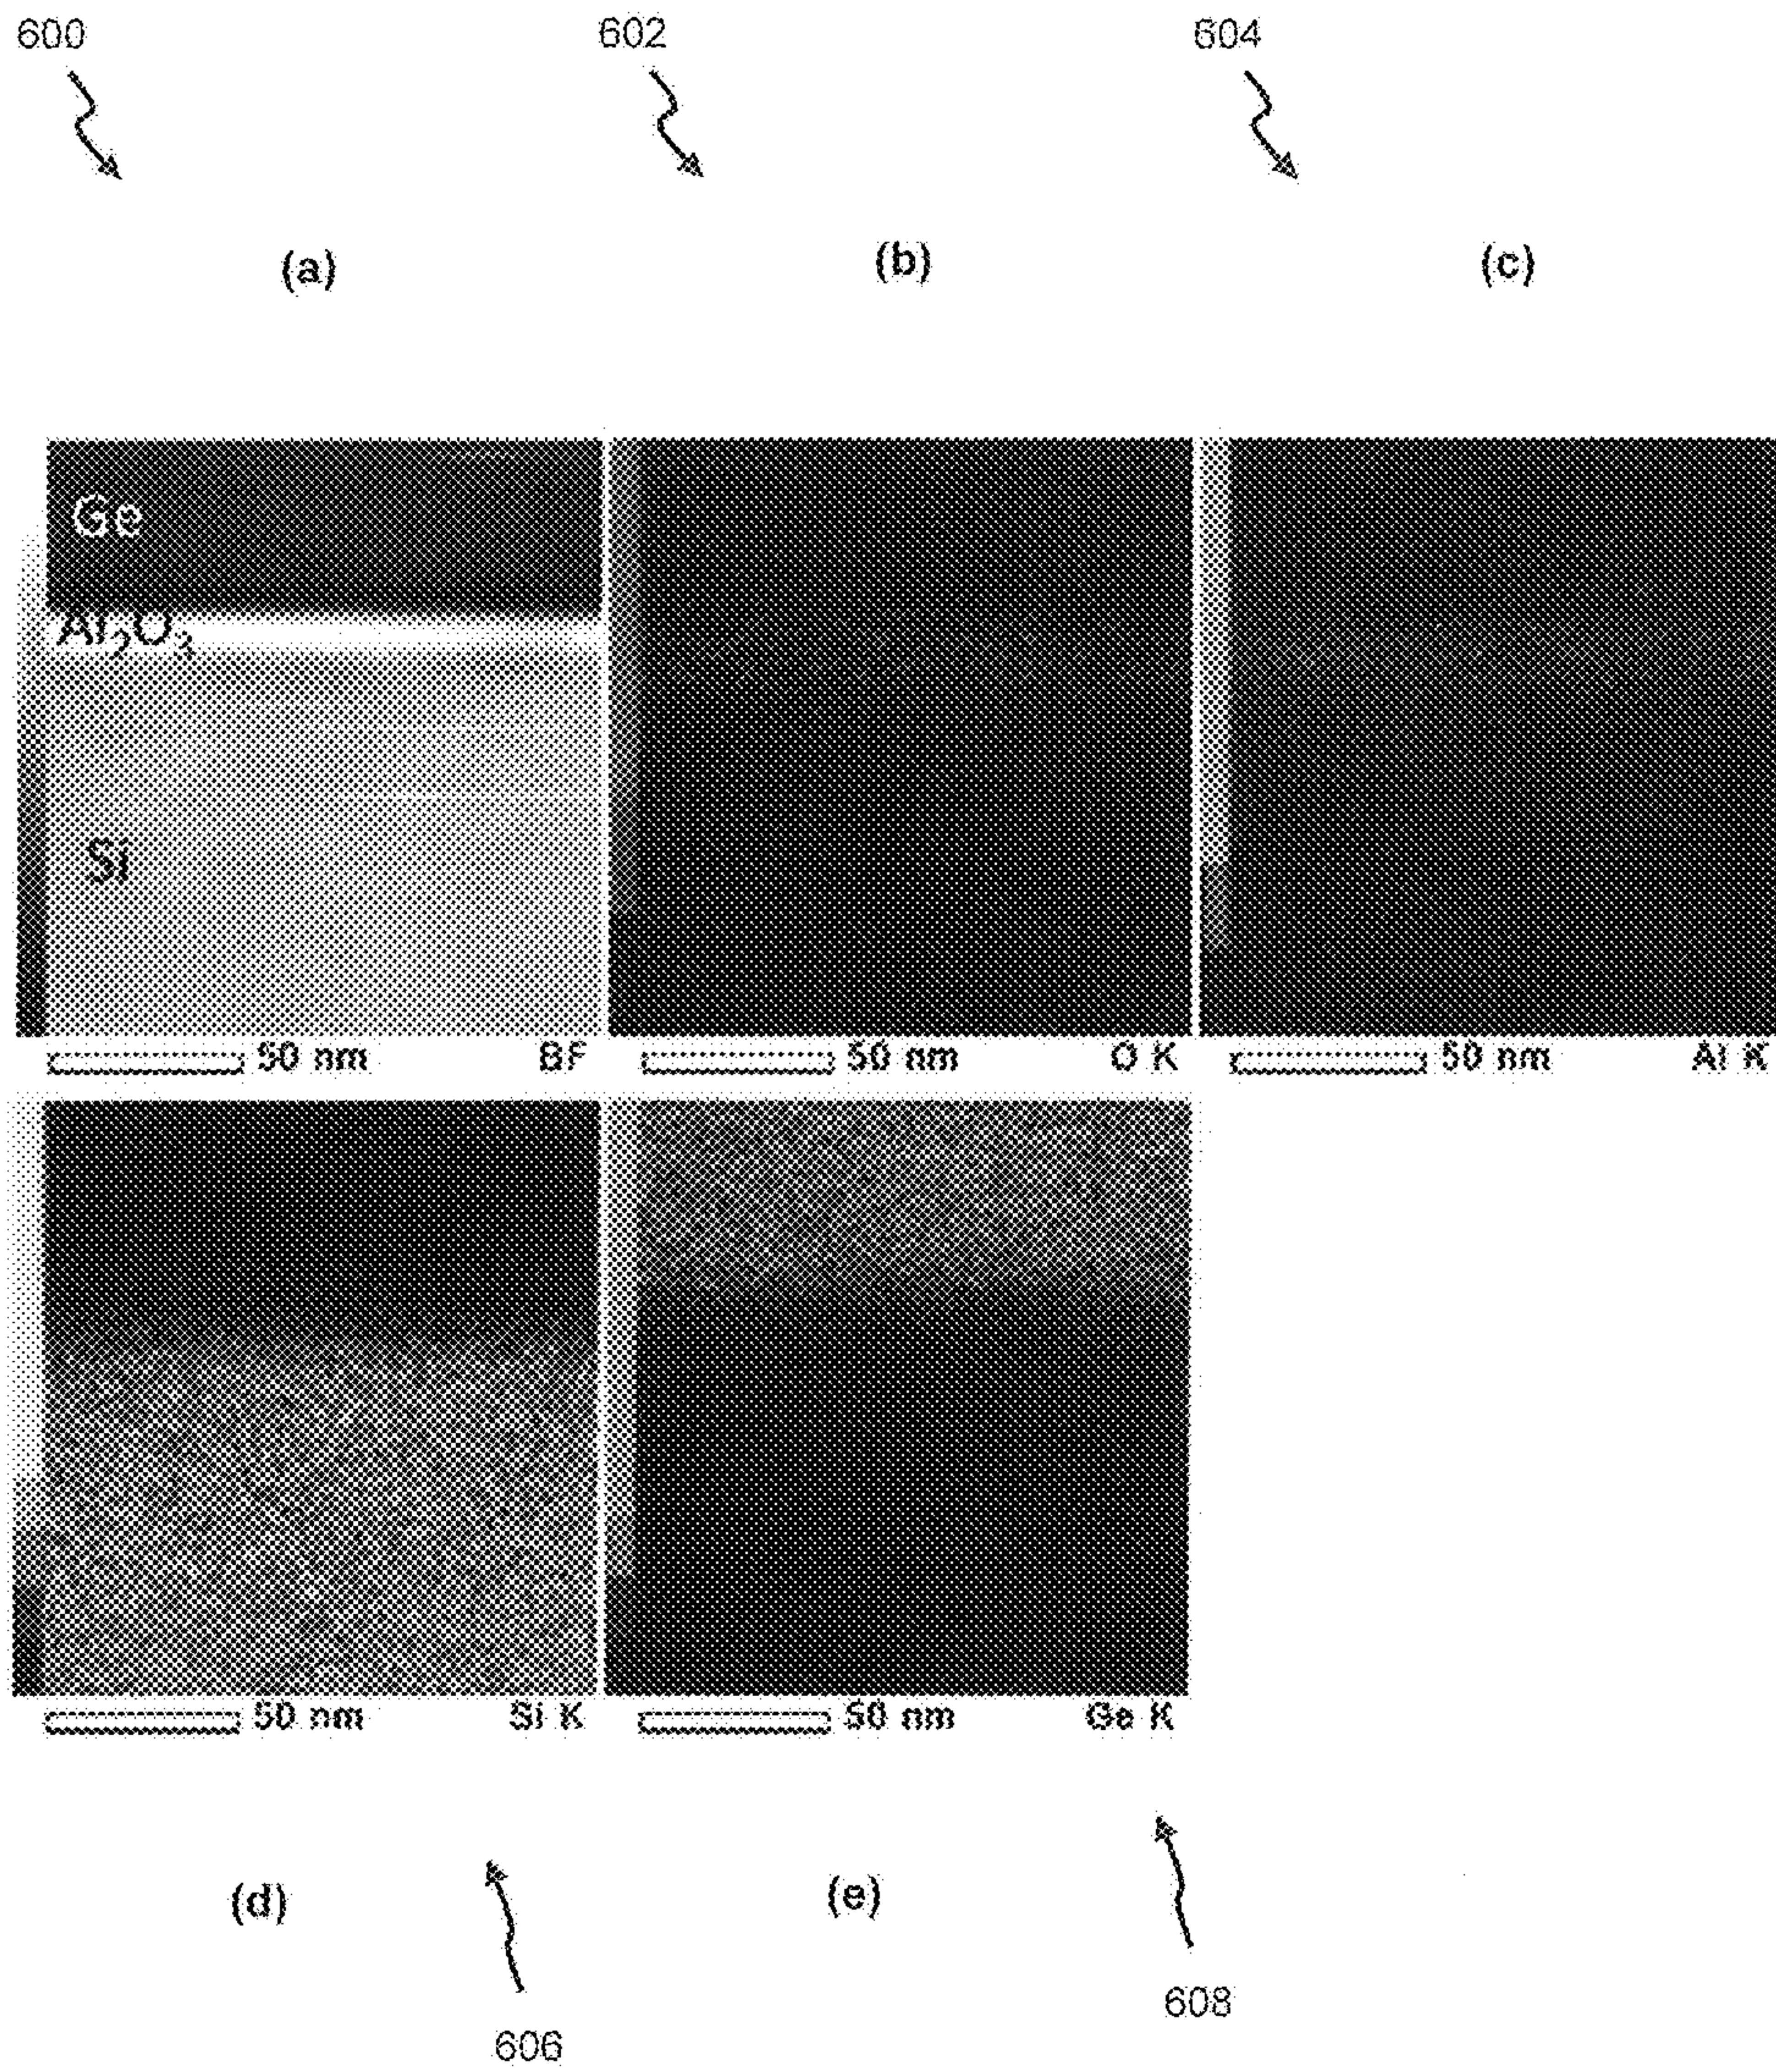 600 602 604
(a) (b) (c)
Ge
Al₂O₃
Si
50 nm BF 50 nm O K 50 nm Al K
50 nm Si K 50 nm Ge K
(d) (e)
608
606